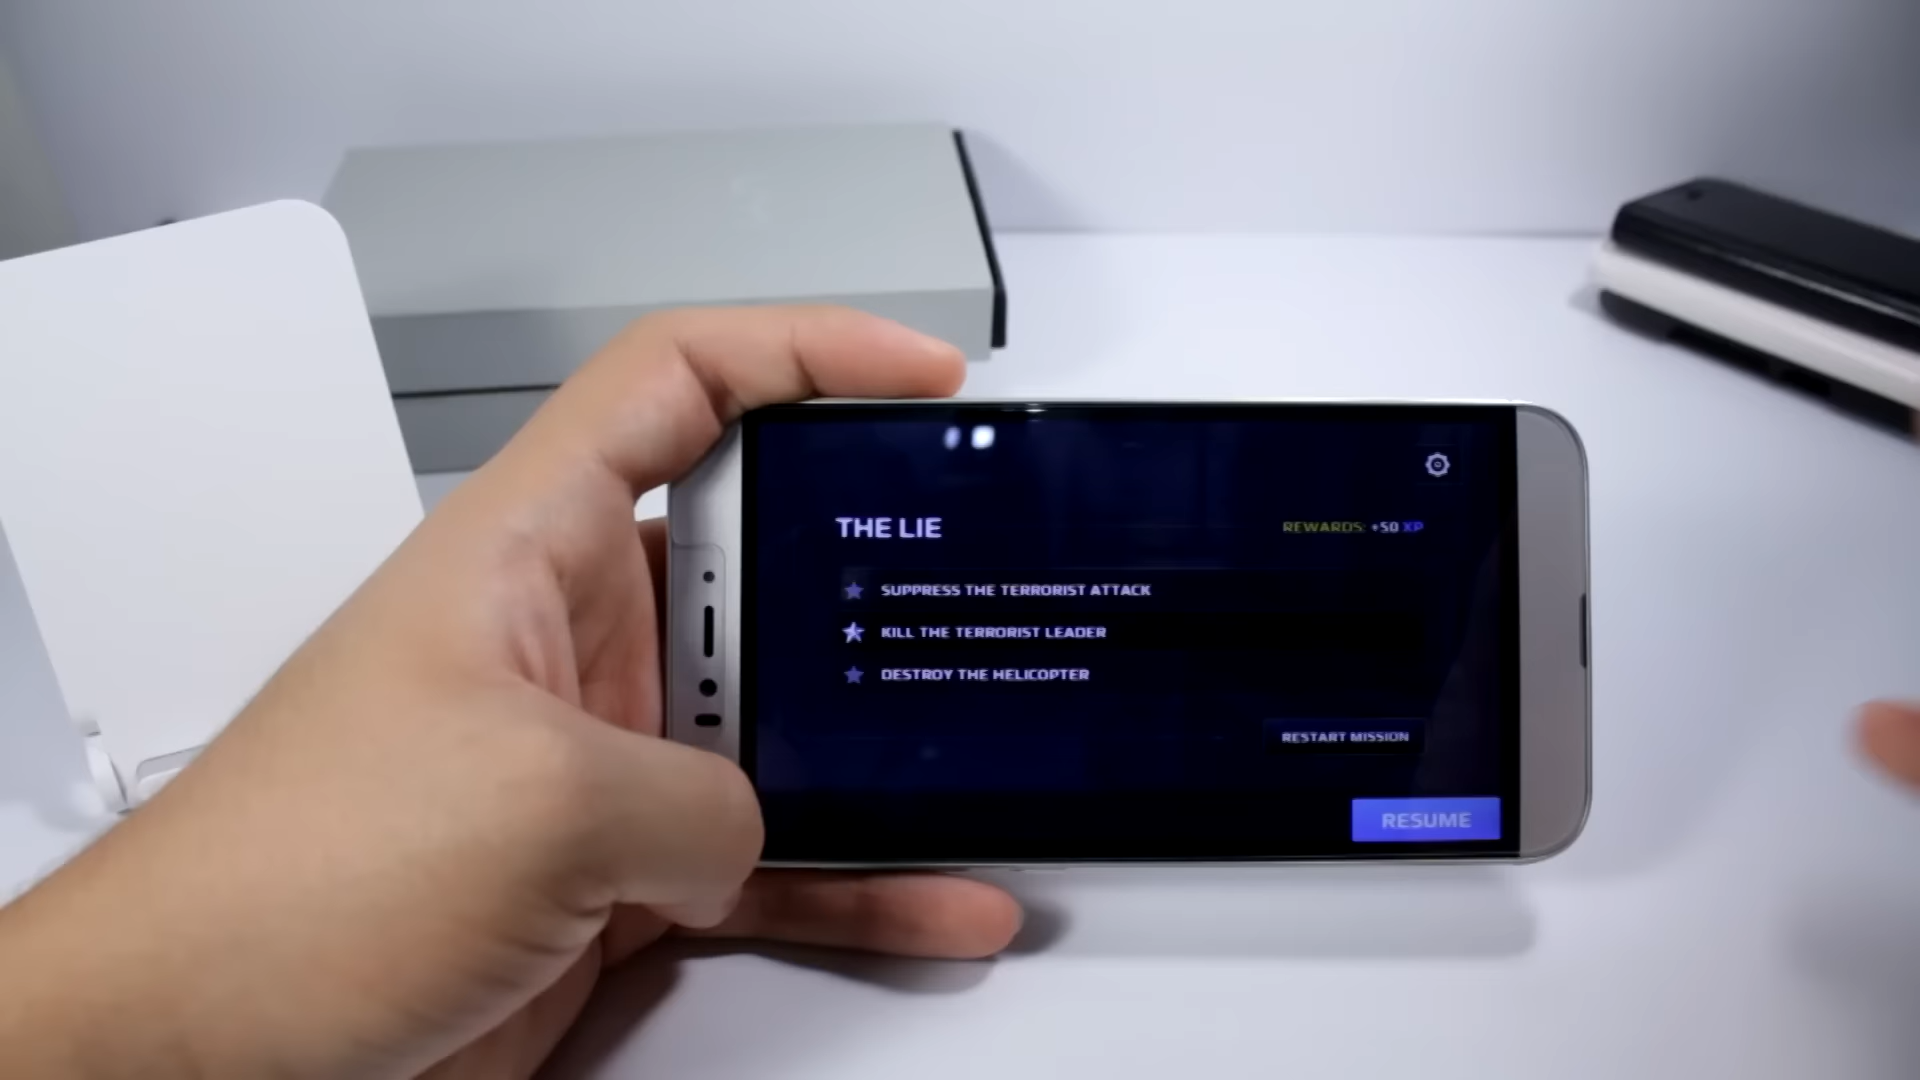 THE LIE
REWARDS: +50 XP
SUPPRESS THE TERRORIST ATTACK
KILL THE TERRORIST LEADER
DESTROY THE HELICOPTER
RESTART MISSION
RESUME